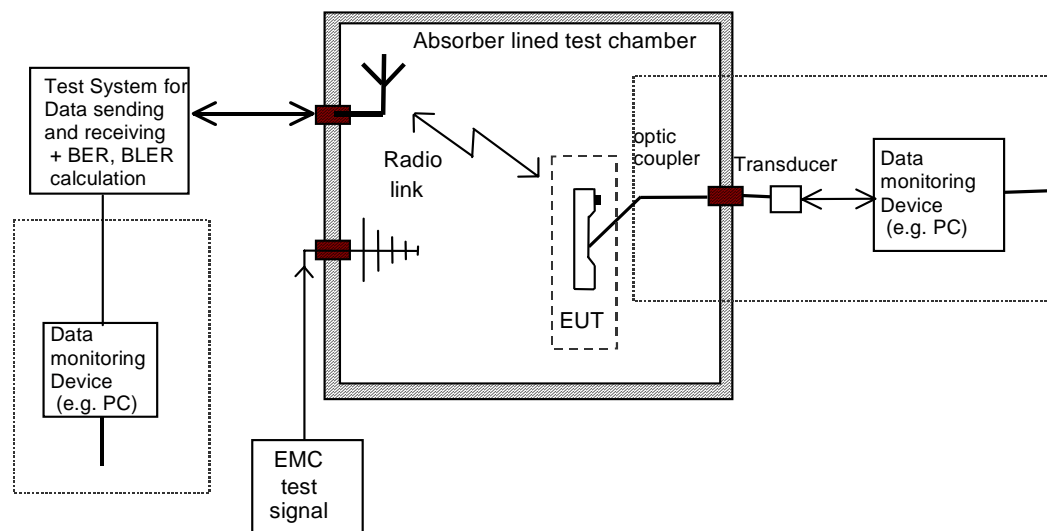 Absorber lined test chamber
Test System for
Data sending
and receiving
+ BER, BLER
calculation
Radio
link
optic
coupler
Transducer
Data
monitoring
Device
(e.g. PC)
EUT
Data
monitoring
Device
(e.g. PC)
EMC
test
signal